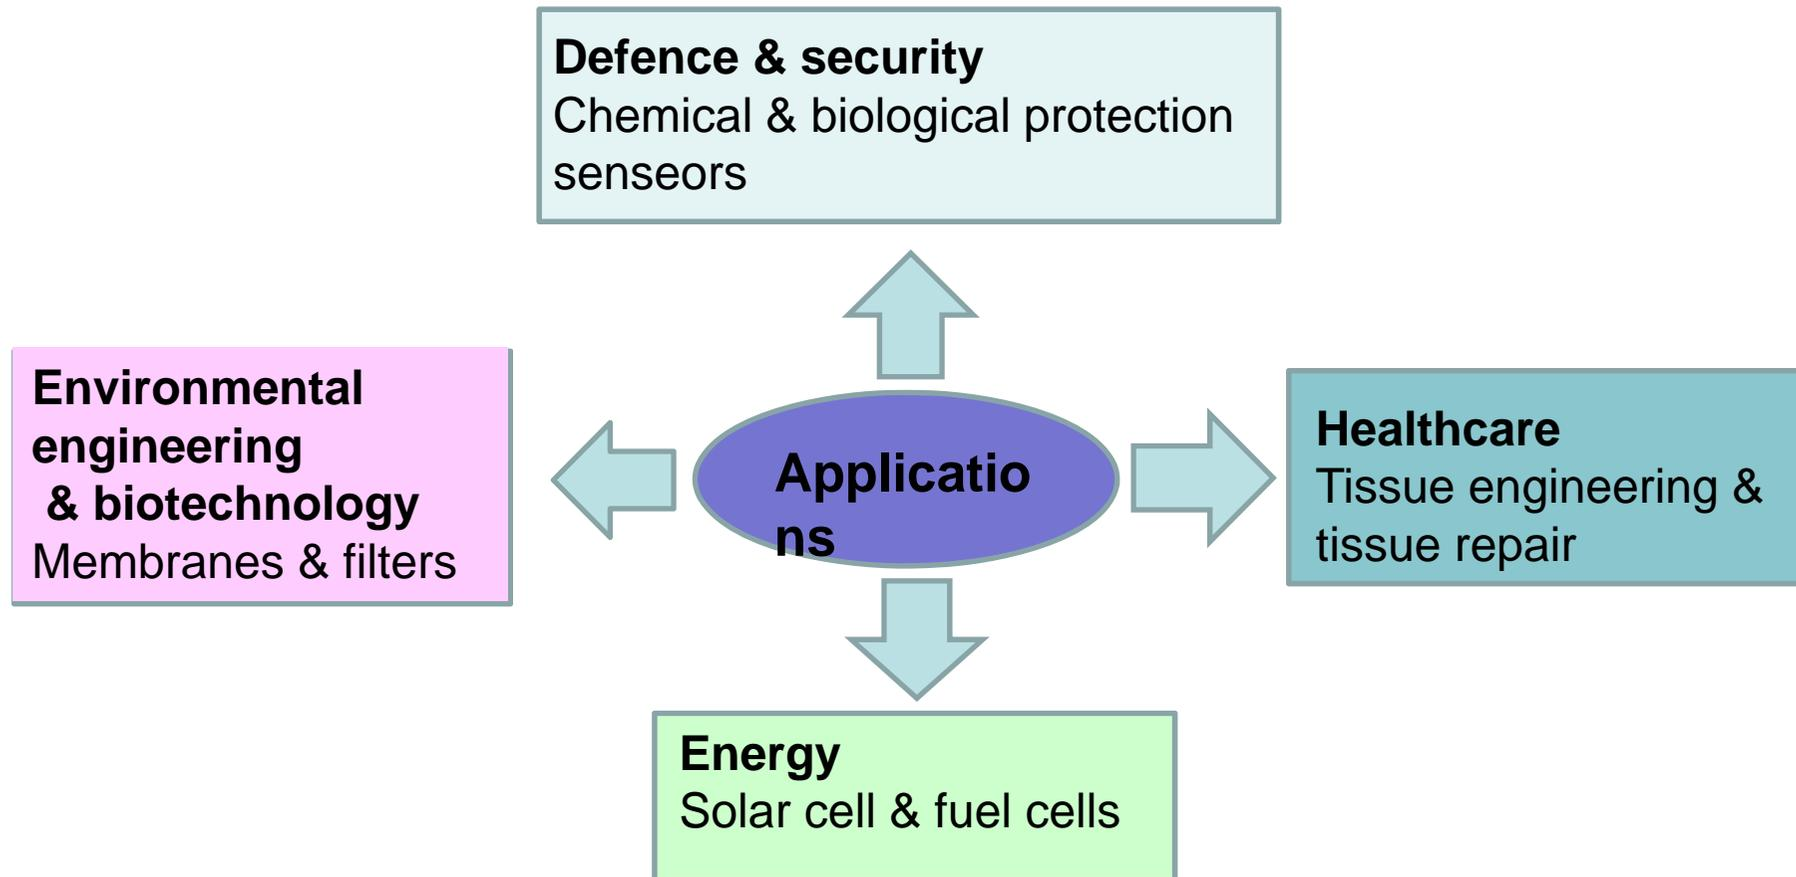 Defence & security
Chemical & biological protection
senseors
Environmental
engineering
& biotechnology
Membranes & filters
Applicatio
ns
Healthcare
Tissue engineering &
tissue repair
Energy
Solar cell & fuel cells